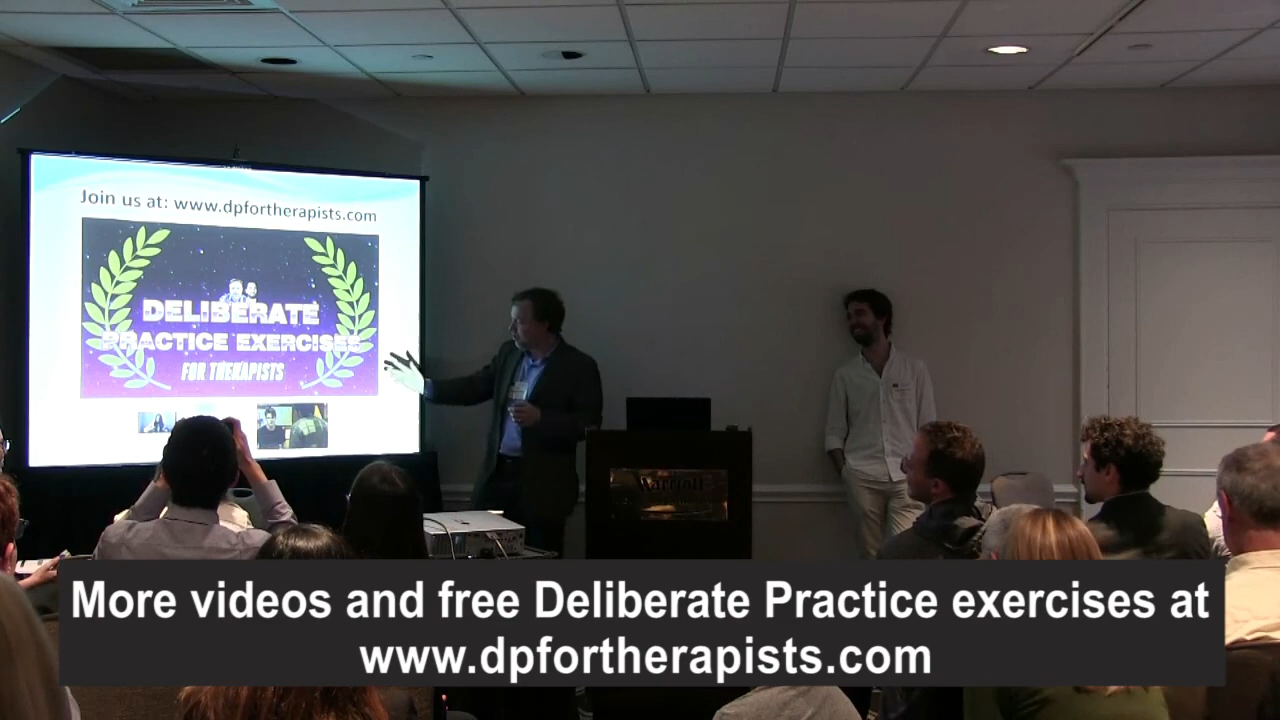 Join us at: www.dpfortherapists.com
DELIBERATE
PRACTICE EXERCISES
FOR THERAPISTS
Marriott
More videos and free Deliberate Practice exercises at
www.dpfortherapists.com